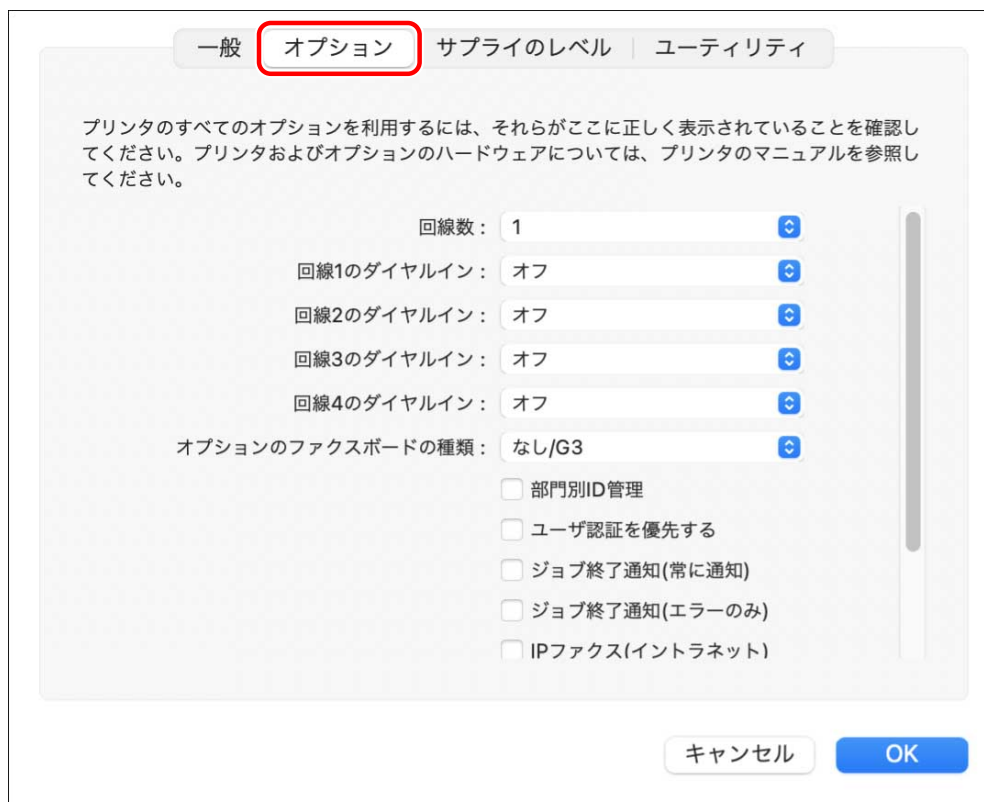 一般 オプション サプライのレベル ユーティリティ
プリンタのすべてのオプションを利用するには、それらがここに正しく表示されていることを確認し
てください。プリンタおよびオプションのハードウェアについては、プリンタのマニュアルを参照し
てください。
回線数： 1
回線1のダイヤルイン： オフ
回線2のダイヤルイン： オフ
回線3のダイヤルイン： オフ
回線4のダイヤルイン： オフ
オプションのファクスボードの種類： なし/G3
部門別ID管理
ユーザ認証を優先する
ジョブ終了通知(常に通知)
ジョブ終了通知(エラーのみ)
IPファクス(イントラネット)
キャンセル OK